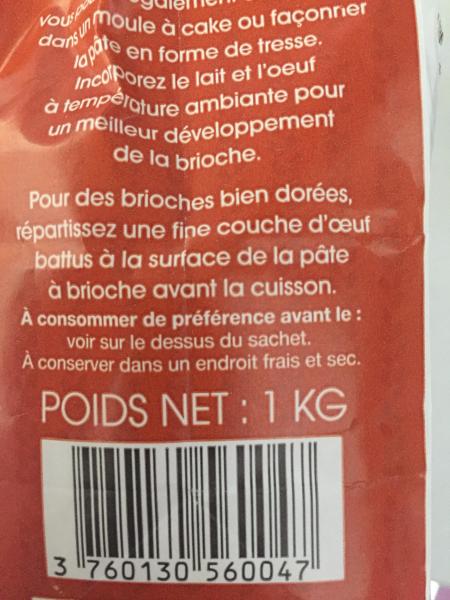 vous
moule à cake ou façonner
dans un
la pâte en forme de tresse.
Incorporez le lait et l'oeuf
à température ambiante pour
un meilleur développement
de la brioche.
Pour des brioches bien dorées,
répartissez une fine couche d'œuf
battus à la surface de la pâte
à brioche avant la cuisson.
À consommer de préférence avant le :
voir sur le dessus du sachet.
À conserver dans un endroit frais et sec.
POIDS NET : 1 KG
3 760130 560047